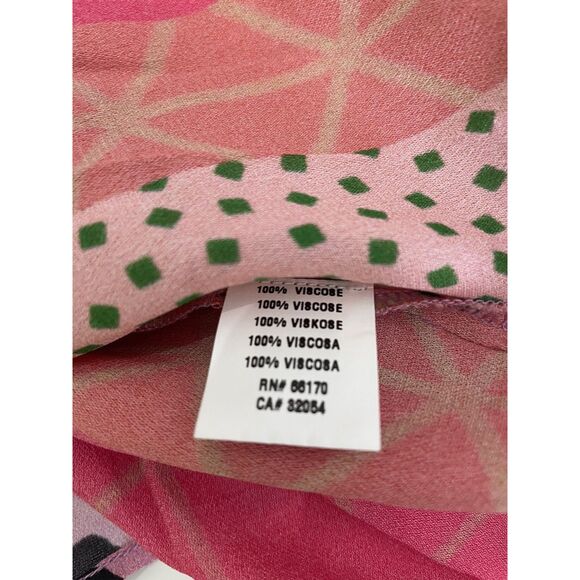 100% VISCOSE
100% VISCOSE
100% VISKOSE
100% VISCOSA
100% VISCOSA
RN# 66170
CA# 32054